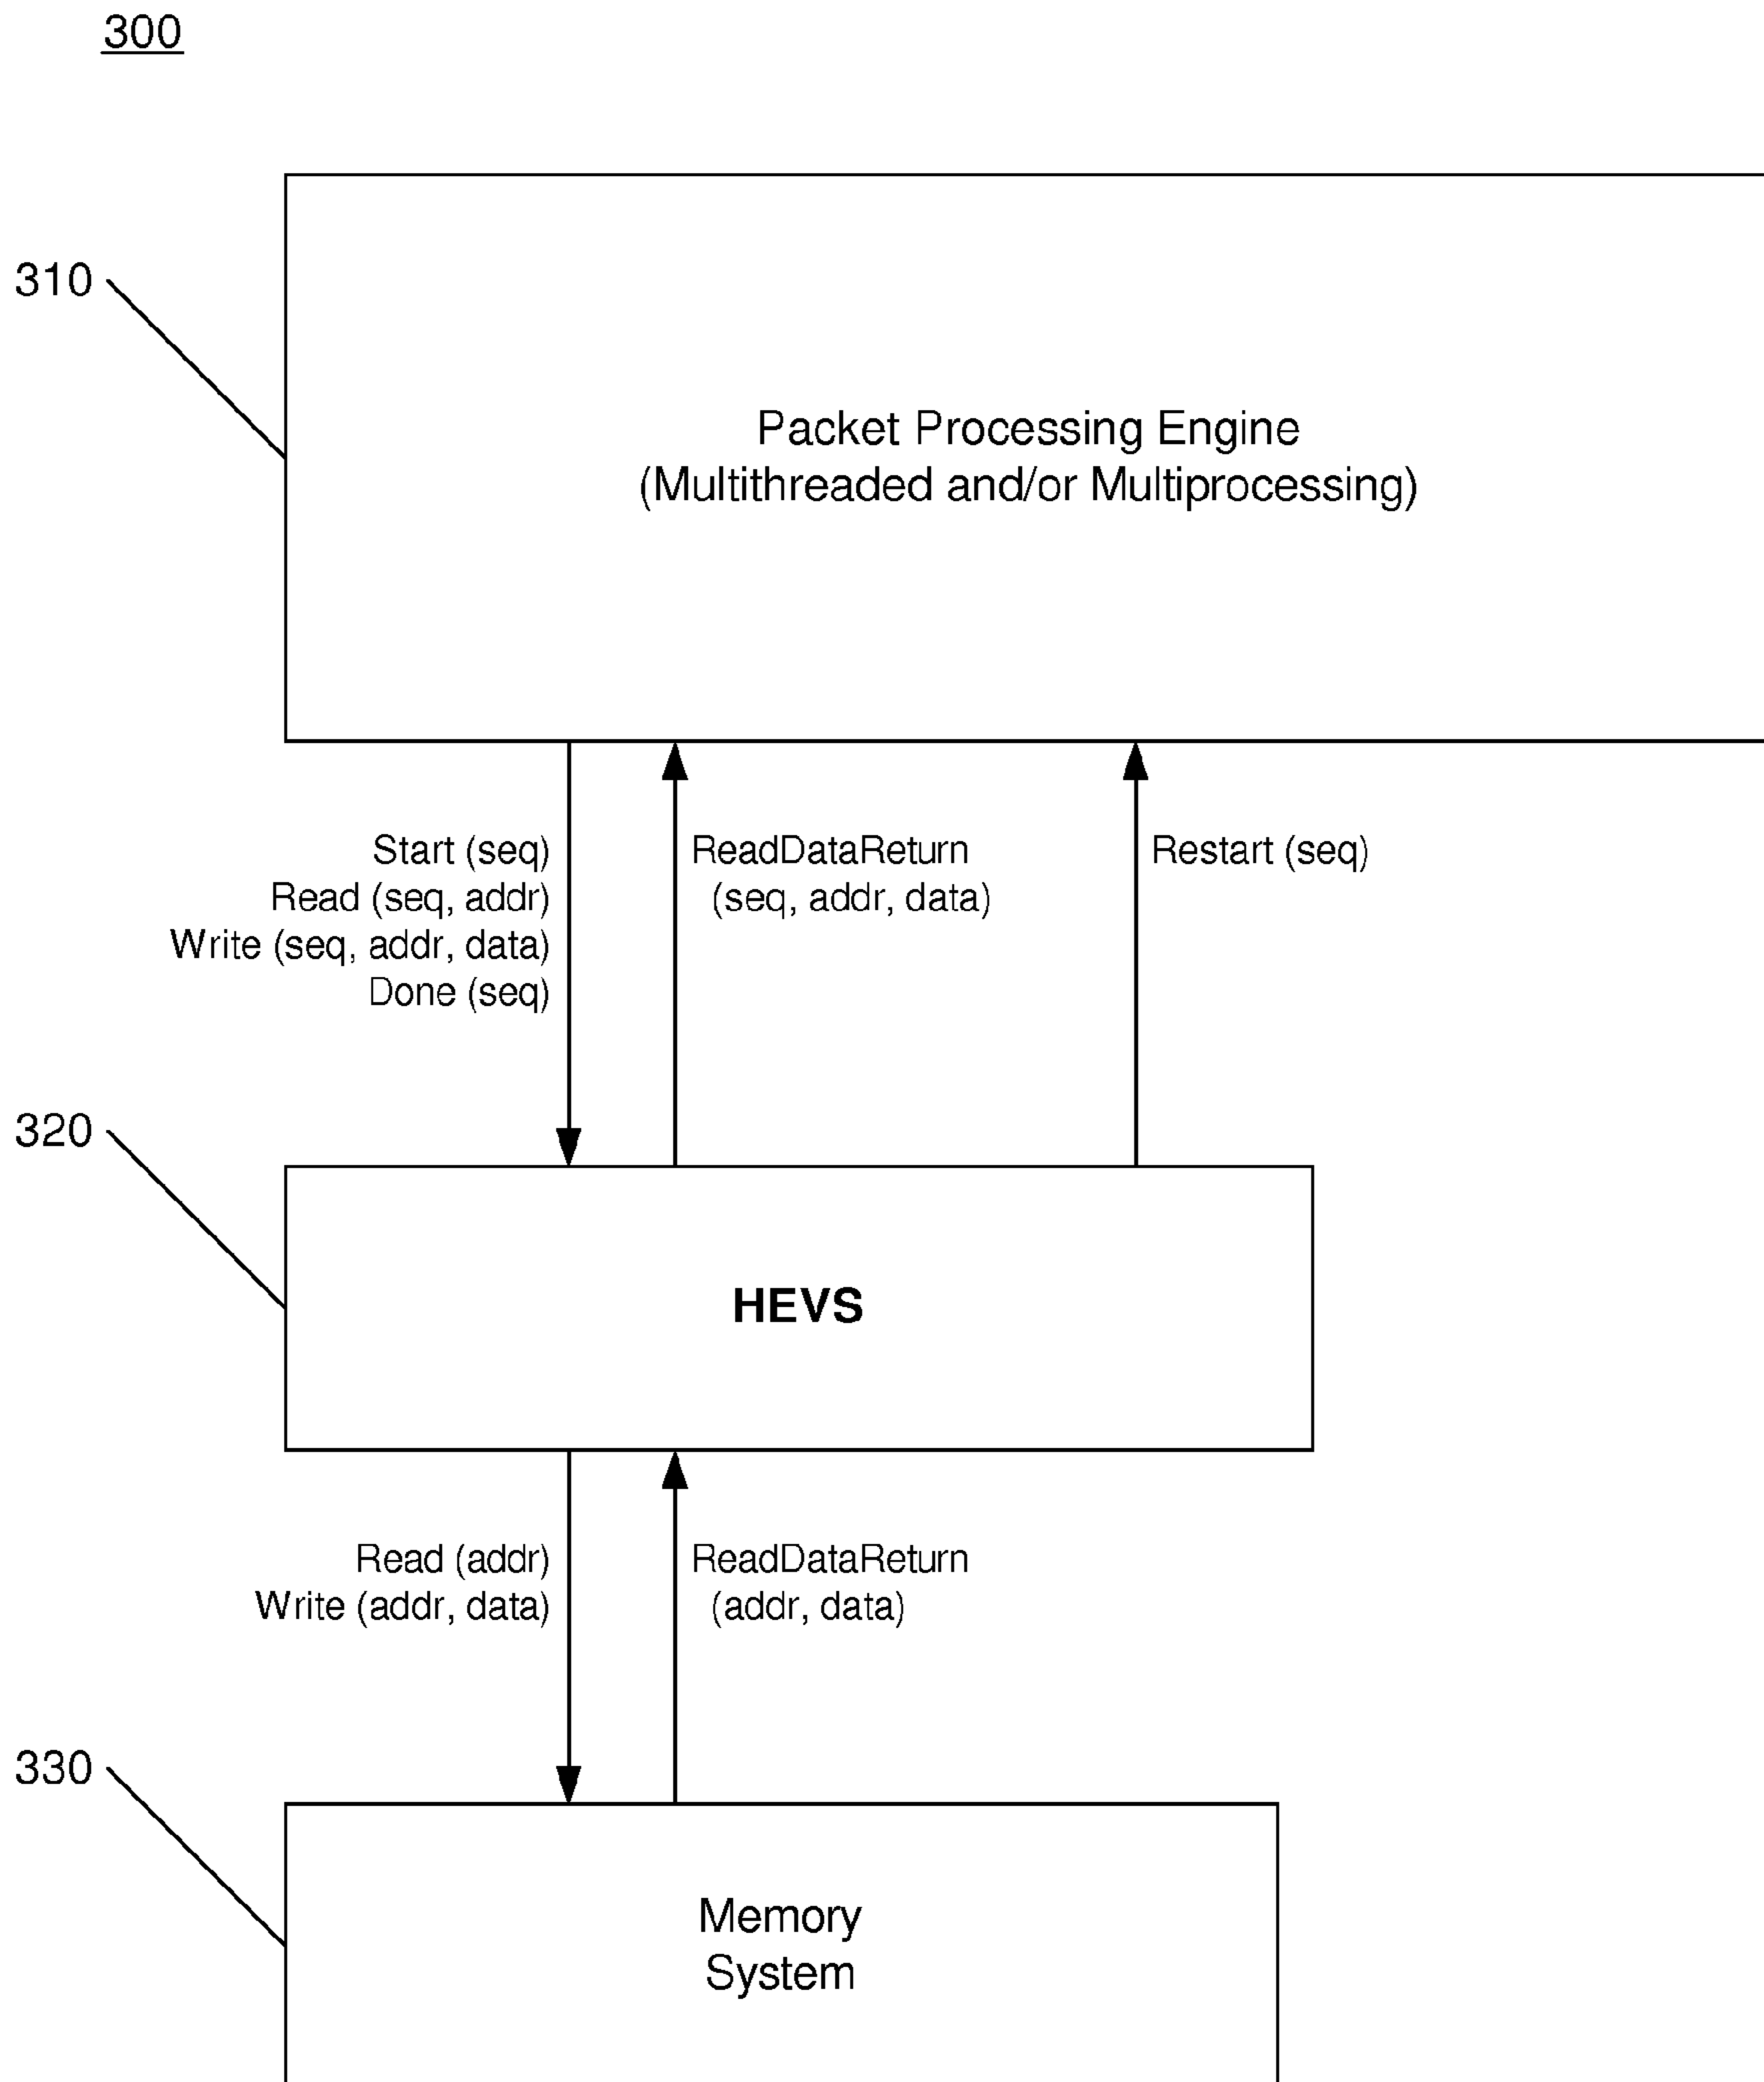 300
310
Packet Processing Engine
(Multithreaded and/or Multiprocessing)
Start (seq)
Read (seq, addr)
Write (seq, addr, data)
Done (seq)
ReadDataReturn
(seq, addr, data)
Restart (seq)
320
HEVS
Read (addr)
Write (addr, data)
ReadDataReturn
(addr, data)
330
Memory
System